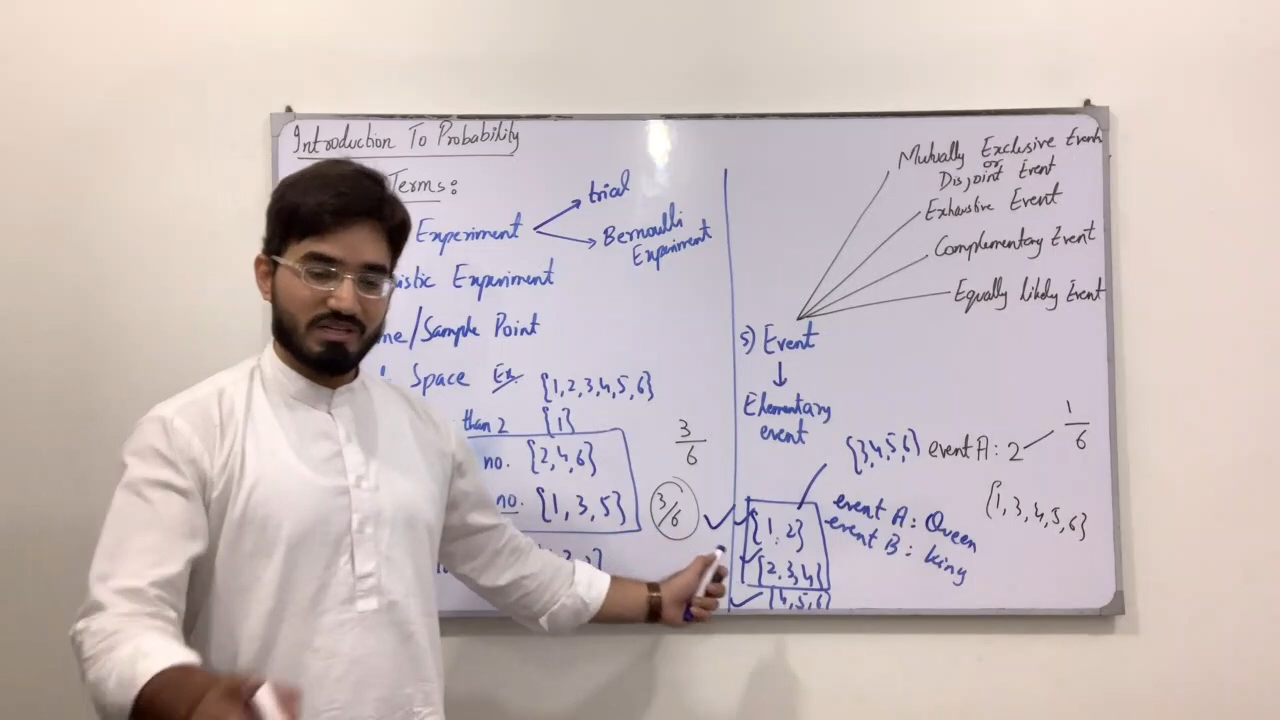 Introduction To Probability
Terms:
Experiment
trial
Bernoulli
Experiment
istic Experiment
me/Sample Point
Space Ex. {1,2,3,4,5,6}
than 2 {1}
no. {2,4,6}
no. {1,3,5}
3/6
3/6
Mutually Exclusive Events
or
Disjoint Event
Exhaustive Event
Complementary Event
Equally likely Event
5) Event
Elementary
event
{3,4,5,6} event A: 2
1/6
{1,3,4,5,6}
event A: Queen
event B: king
{1,2}
{2,3,4}
{4,5,6}